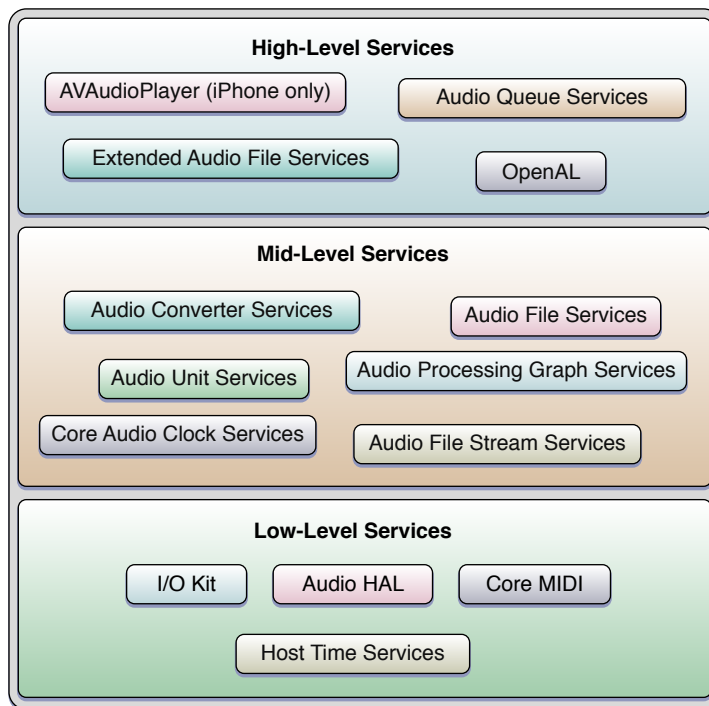 High-Level Services
AVAudioPlayer (iPhone only)
Audio Queue Services
Extended Audio File Services
OpenAL
Mid-Level Services
Audio Converter Services
Audio File Services
Audio Unit Services
Audio Processing Graph Services
Core Audio Clock Services
Audio File Stream Services
Low-Level Services
I/O Kit
Audio HAL
Core MIDI
Host Time Services